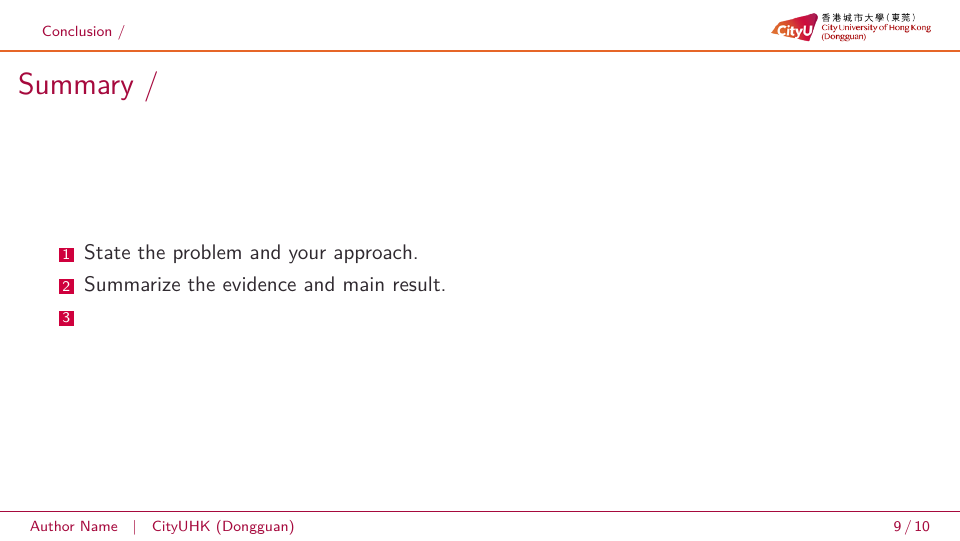 Conclusion /
CityU
香港城市大學(東莞)
City University of Hong Kong
(Dongguan)
Summary /
1 State the problem and your approach.
2 Summarize the evidence and main result.
3
Author Name | CityUHK (Dongguan)
9 / 10